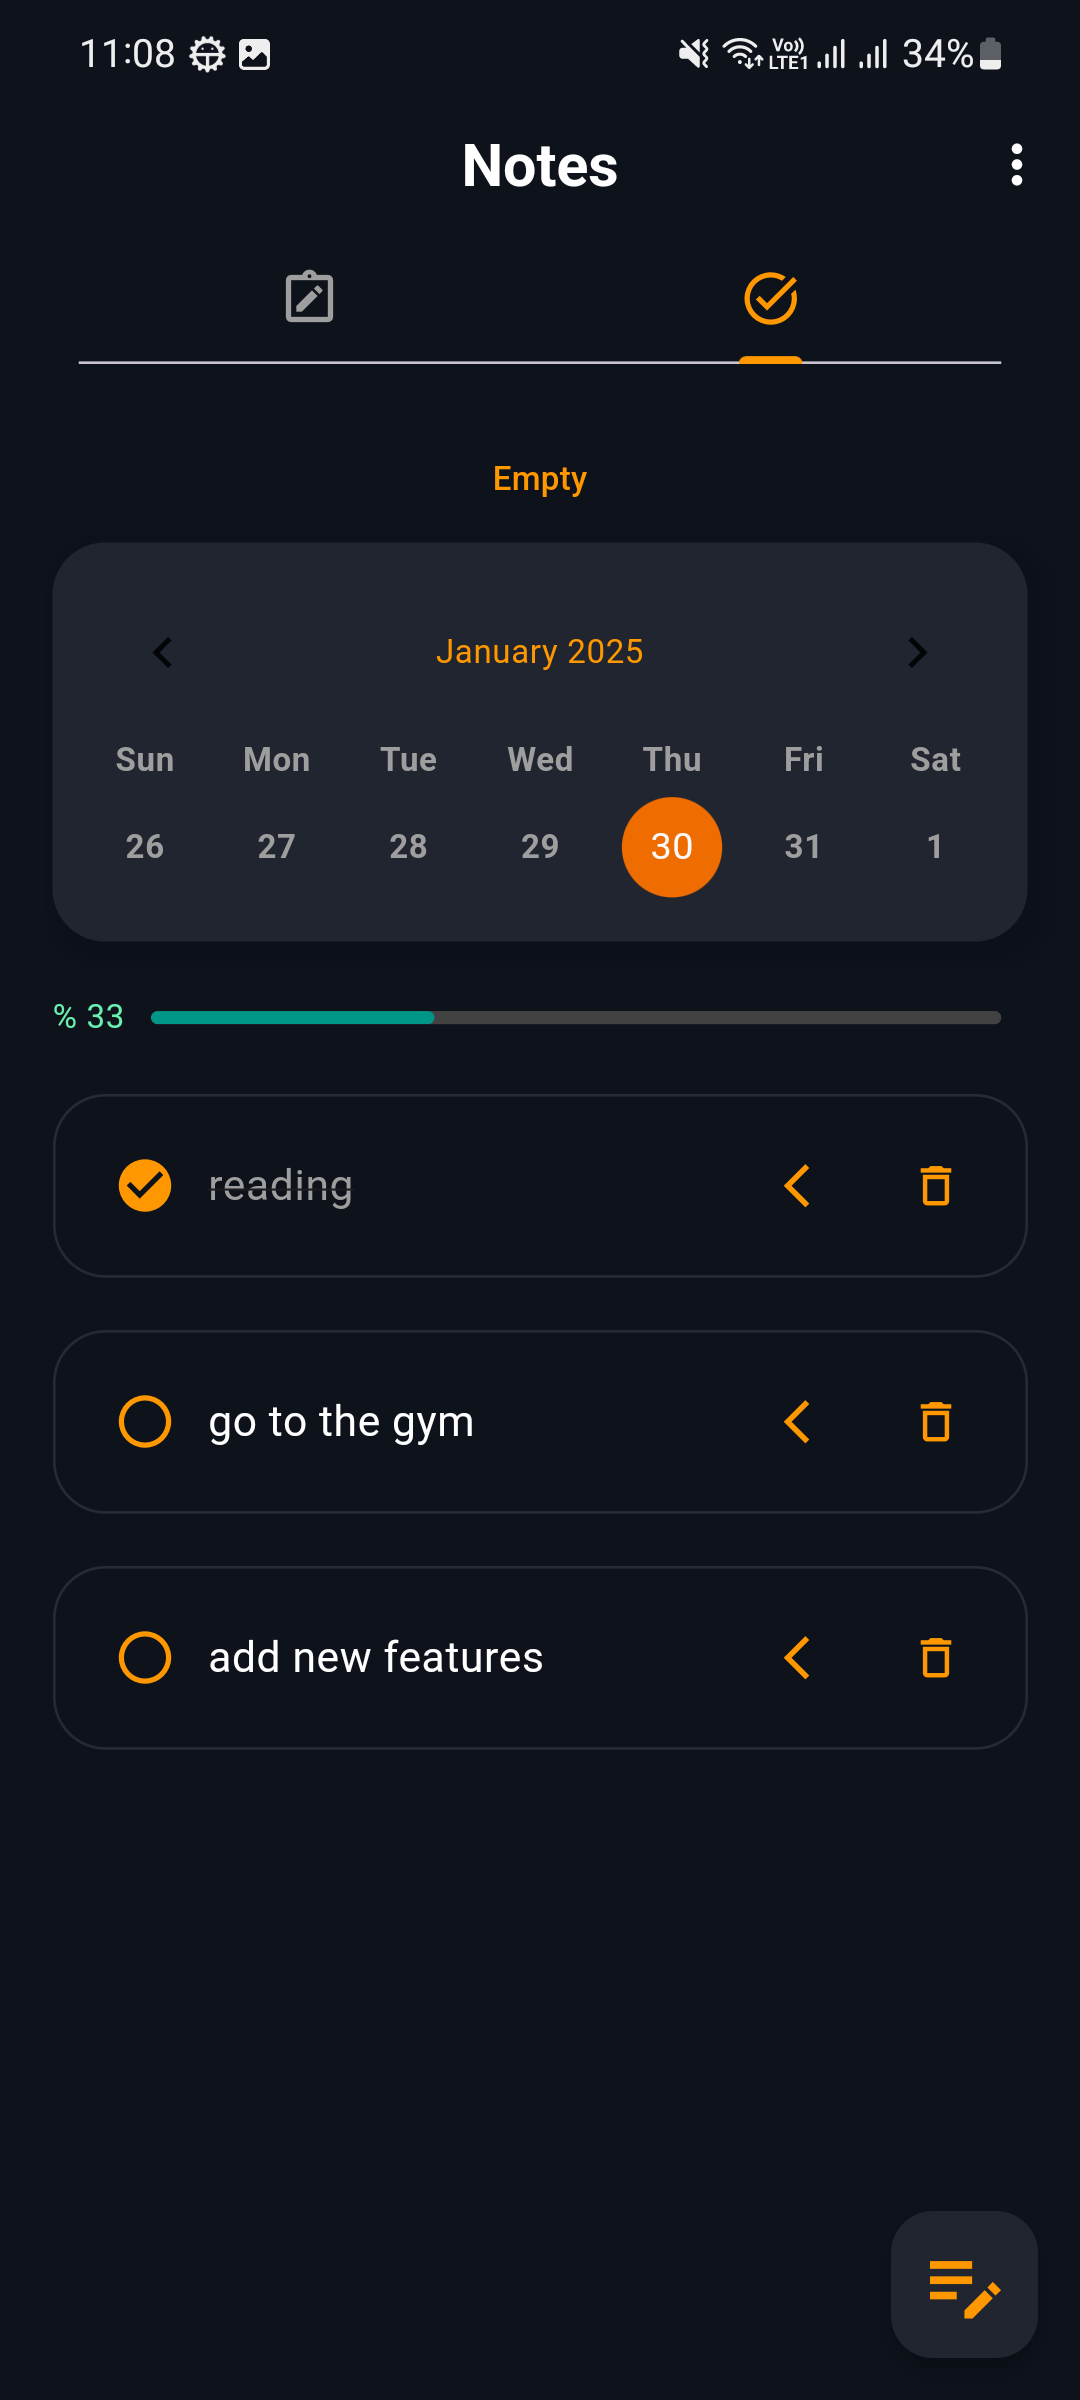 11:08 Vo)) LTE1 34%
Notes
Empty
January 2025
Sun Mon Tue Wed Thu Fri Sat
26 27 28 29 30 31 1
% 33
reading
go to the gym
add new features